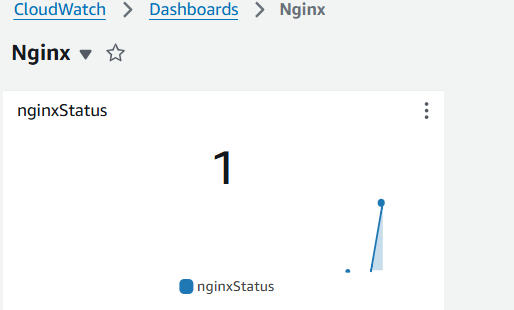 CloudWatch > Dashboards > Nginx
Nginx
nginxStatus
1
nginxStatus